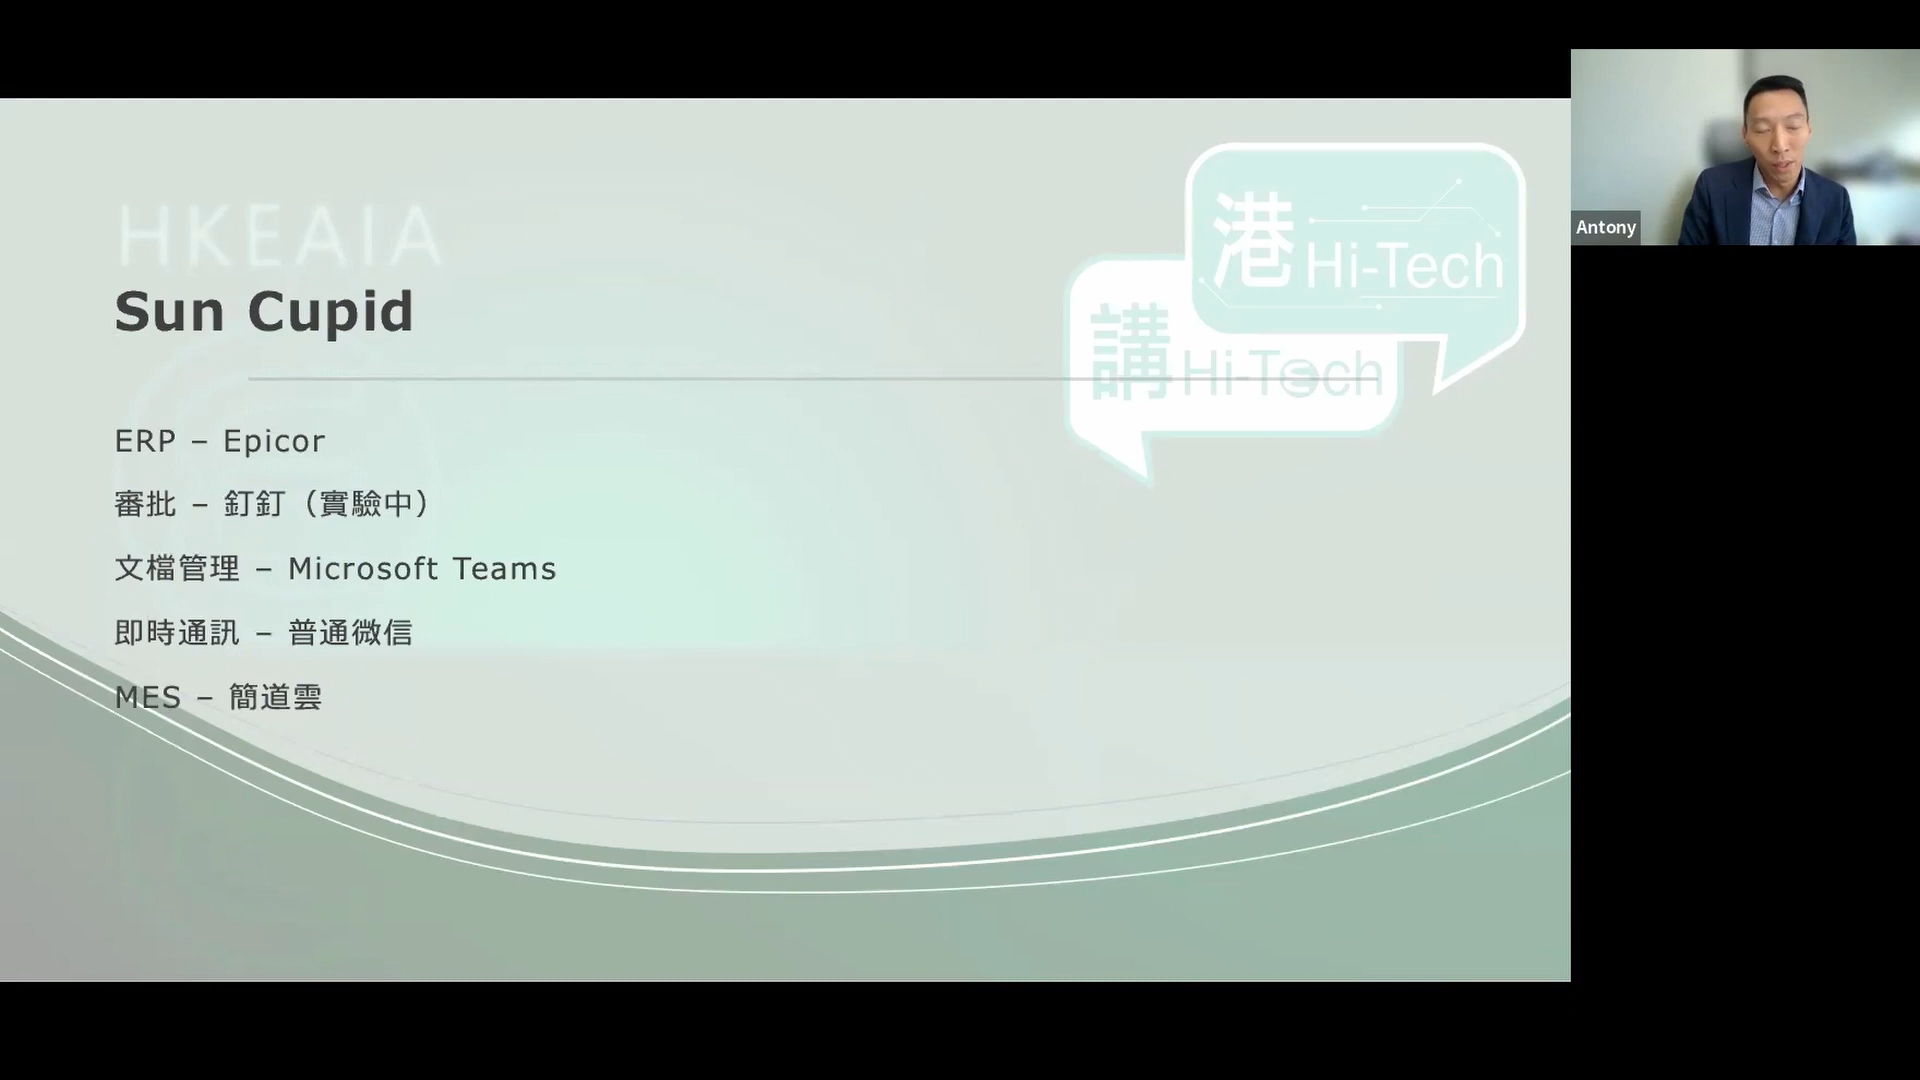 HKEAIA
Sun Cupid
港 Hi-Tech
講 Hi-Tech
ERP – Epicor
審批 – 釘釘（實驗中）
文檔管理 – Microsoft Teams
即時通訊 – 普通微信
MES – 簡道雲
Antony